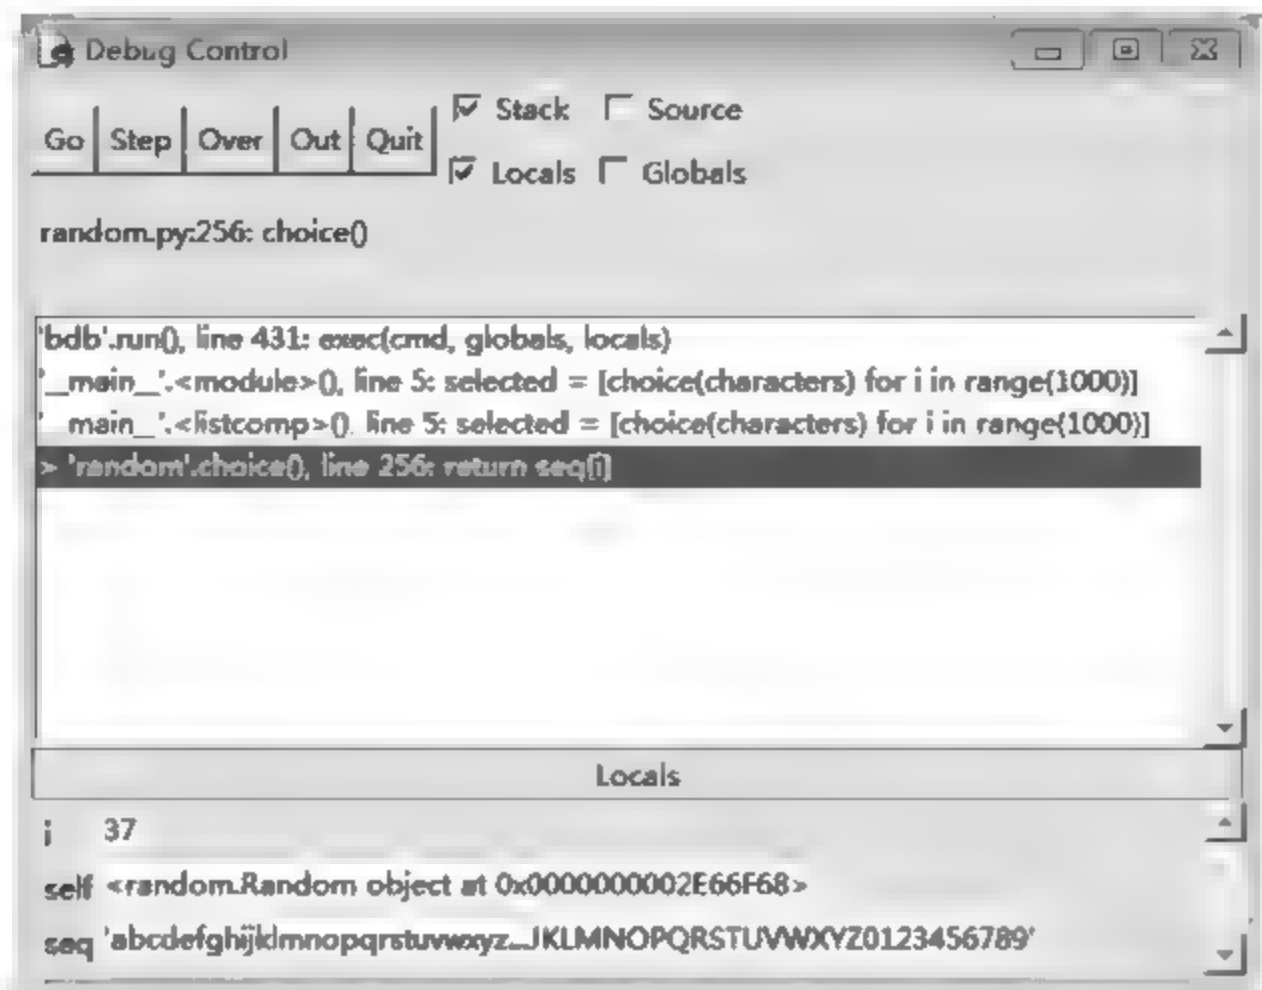 Debug Control
Go Step Over Out Quit
Stack Source
Locals Globals
random.py:256: choice()
'bdb'.run(), line 431: exec(cmd, globals, locals)
'__main__'.<module>(), line 5: selected = [choice(characters) for i in range(1000)]
'__main__'.<listcomp>(), line 5: selected = [choice(characters) for i in range(1000)]
> 'random'.choice(), line 256: return seq[i]
Locals
i 37
self <random.Random object at 0x0000000002E66F68>
seq 'abcdefghijklmnopqrstuvwxyz...JKLMNOPQRSTUVWXYZ0123456789'